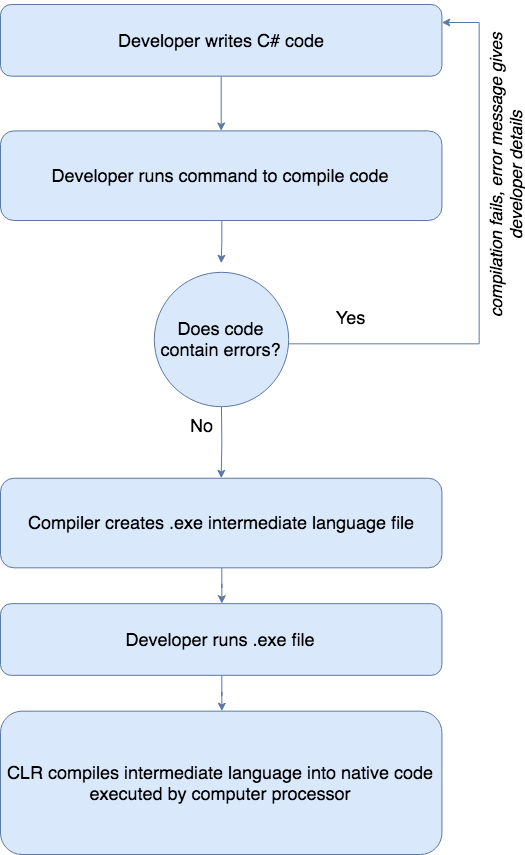 Developer writes C# code
compilation fails, error message gives
developer details
Developer runs command to compile code
Does code
contain errors?
Yes
No
Compiler creates .exe intermediate language file
Developer runs .exe file
CLR compiles intermediate language into native code
executed by computer processor